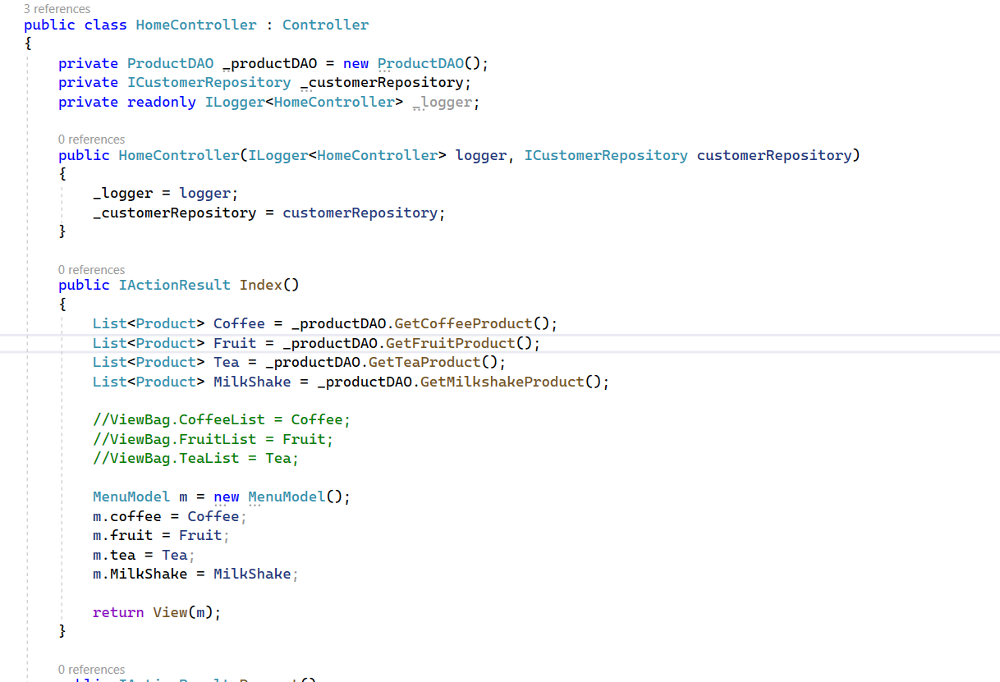 3 references
public class HomeController : Controller
{
private ProductDAO _productDAO = new ProductDAO();
private ICustomerRepository _customerRepository;
private readonly ILogger<HomeController> _logger;
0 references
public HomeController(ILogger<HomeController> logger, ICustomerRepository customerRepository)
{
_logger = logger;
_customerRepository = customerRepository;
}
0 references
public IActionResult Index()
{
List<Product> Coffee = _productDAO.GetCoffeeProduct();
List<Product> Fruit = _productDAO.GetFruitProduct();
List<Product> Tea = _productDAO.GetTeaProduct();
List<Product> MilkShake = _productDAO.GetMilkshakeProduct();
//ViewBag.CoffeeList = Coffee;
//ViewBag.FruitList = Fruit;
//ViewBag.TeaList = Tea;
MenuModel m = new MenuModel();
m.coffee = Coffee;
m.fruit = Fruit;
m.tea = Tea;
m.MilkShake = MilkShake;
return View(m);
}
0 references